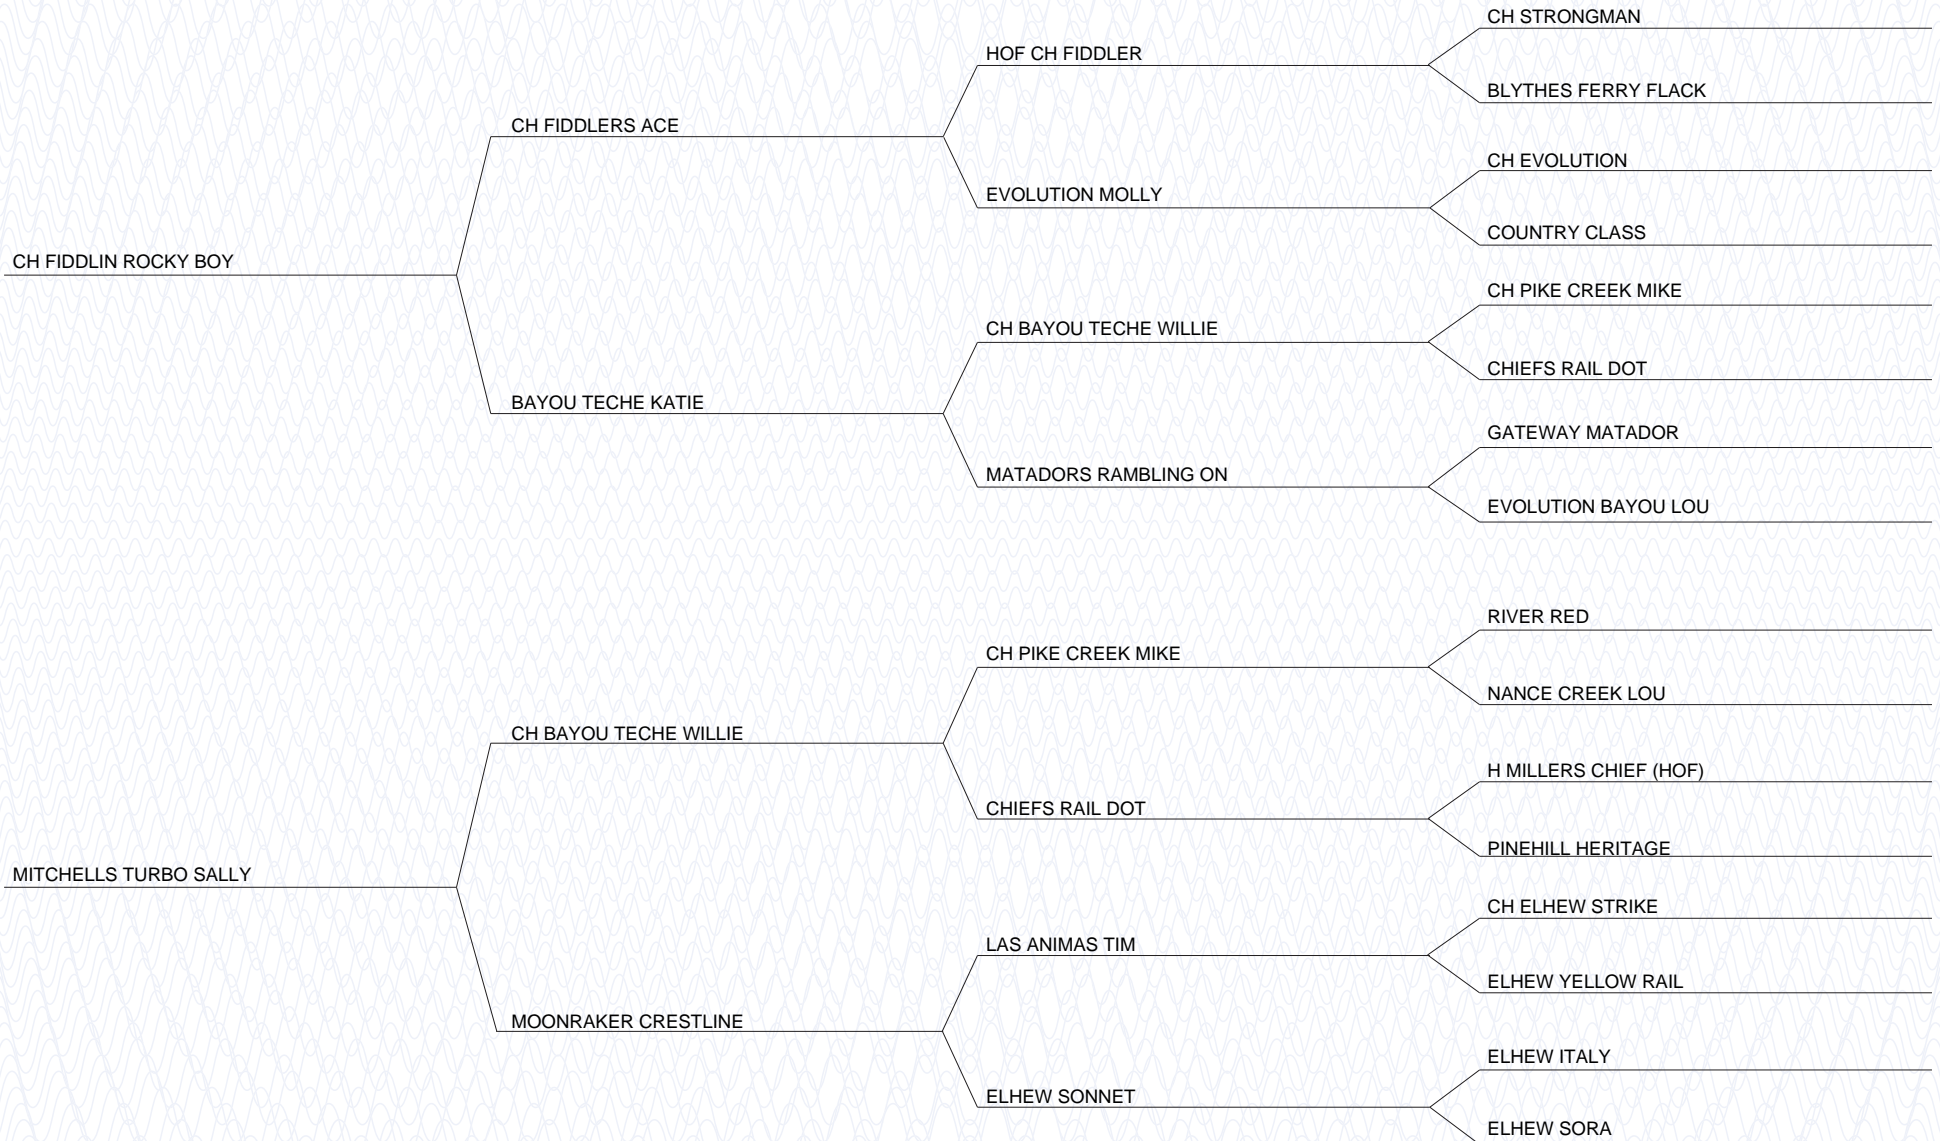 CH STRONGMAN
HOF CH FIDDLER
BLYTHES FERRY FLACK
CH FIDDLERS ACE
CH EVOLUTION
EVOLUTION MOLLY
COUNTRY CLASS
CH FIDDLIN ROCKY BOY
CH PIKE CREEK MIKE
CH BAYOU TECHE WILLIE
CHIEFS RAIL DOT
BAYOU TECHE KATIE
GATEWAY MATADOR
MATADORS RAMBLING ON
EVOLUTION BAYOU LOU
RIVER RED
CH PIKE CREEK MIKE
NANCE CREEK LOU
CH BAYOU TECHE WILLIE
H MILLERS CHIEF (HOF)
CHIEFS RAIL DOT
PINEHILL HERITAGE
MITCHELLS TURBO SALLY
CH ELHEW STRIKE
LAS ANIMAS TIM
ELHEW YELLOW RAIL
MOONRAKER CRESTLINE
ELHEW ITALY
ELHEW SONNET
ELHEW SORA